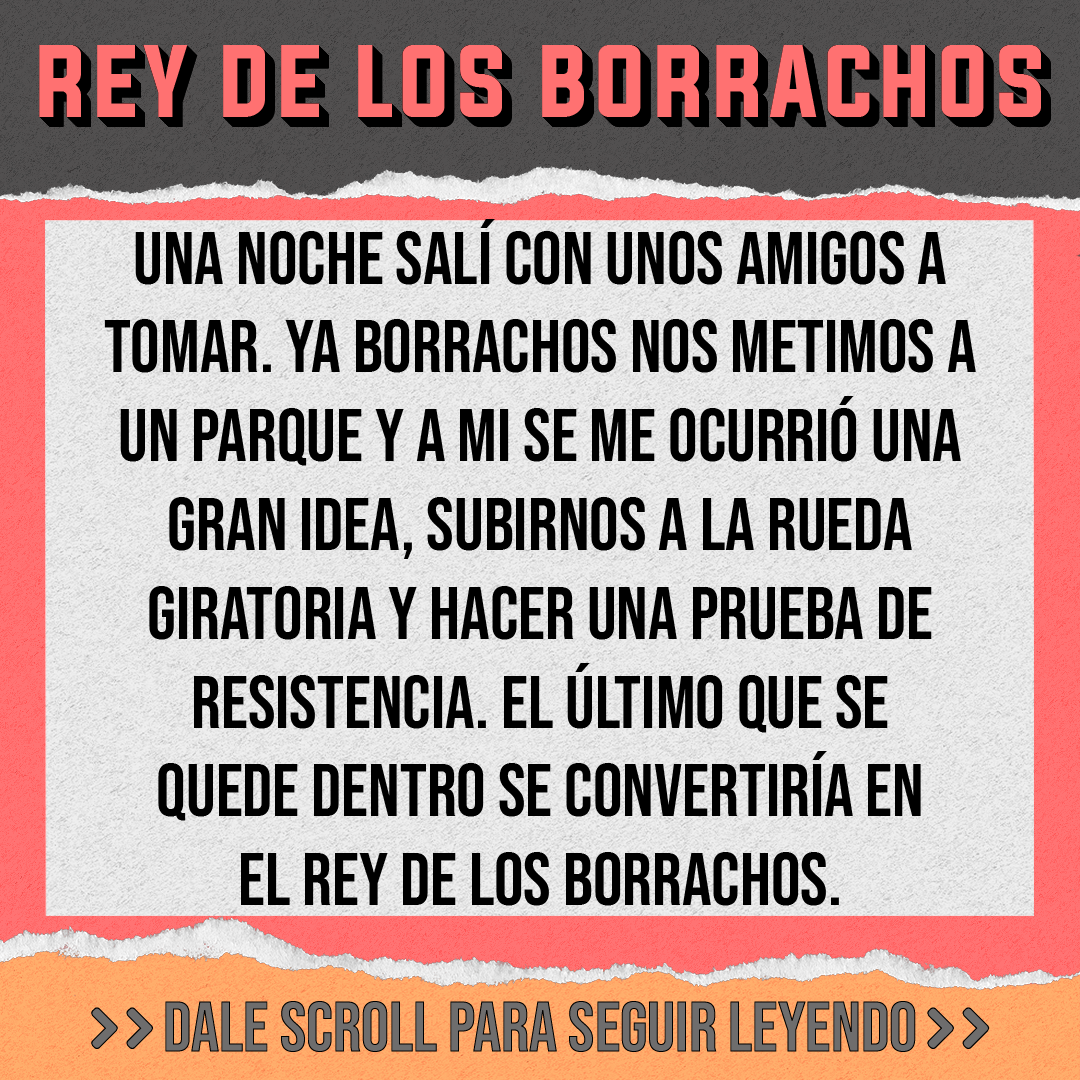 REY DE LOS BORRACHOS
UNA NOCHE SALÍ CON UNOS AMIGOS A
TOMAR. YA BORRACHOS NOS METIMOS A
UN PARQUE Y A MI SE ME OCURRIÓ UNA
GRAN IDEA, SUBIRNOS A LA RUEDA
GIRATORIA Y HACER UNA PRUEBA DE
RESISTENCIA. EL ÚLTIMO QUE SE
QUEDE DENTRO SE CONVERTIRÍA EN
EL REY DE LOS BORRACHOS.
>> DALE SCROLL PARA SEGUIR LEYENDO >>